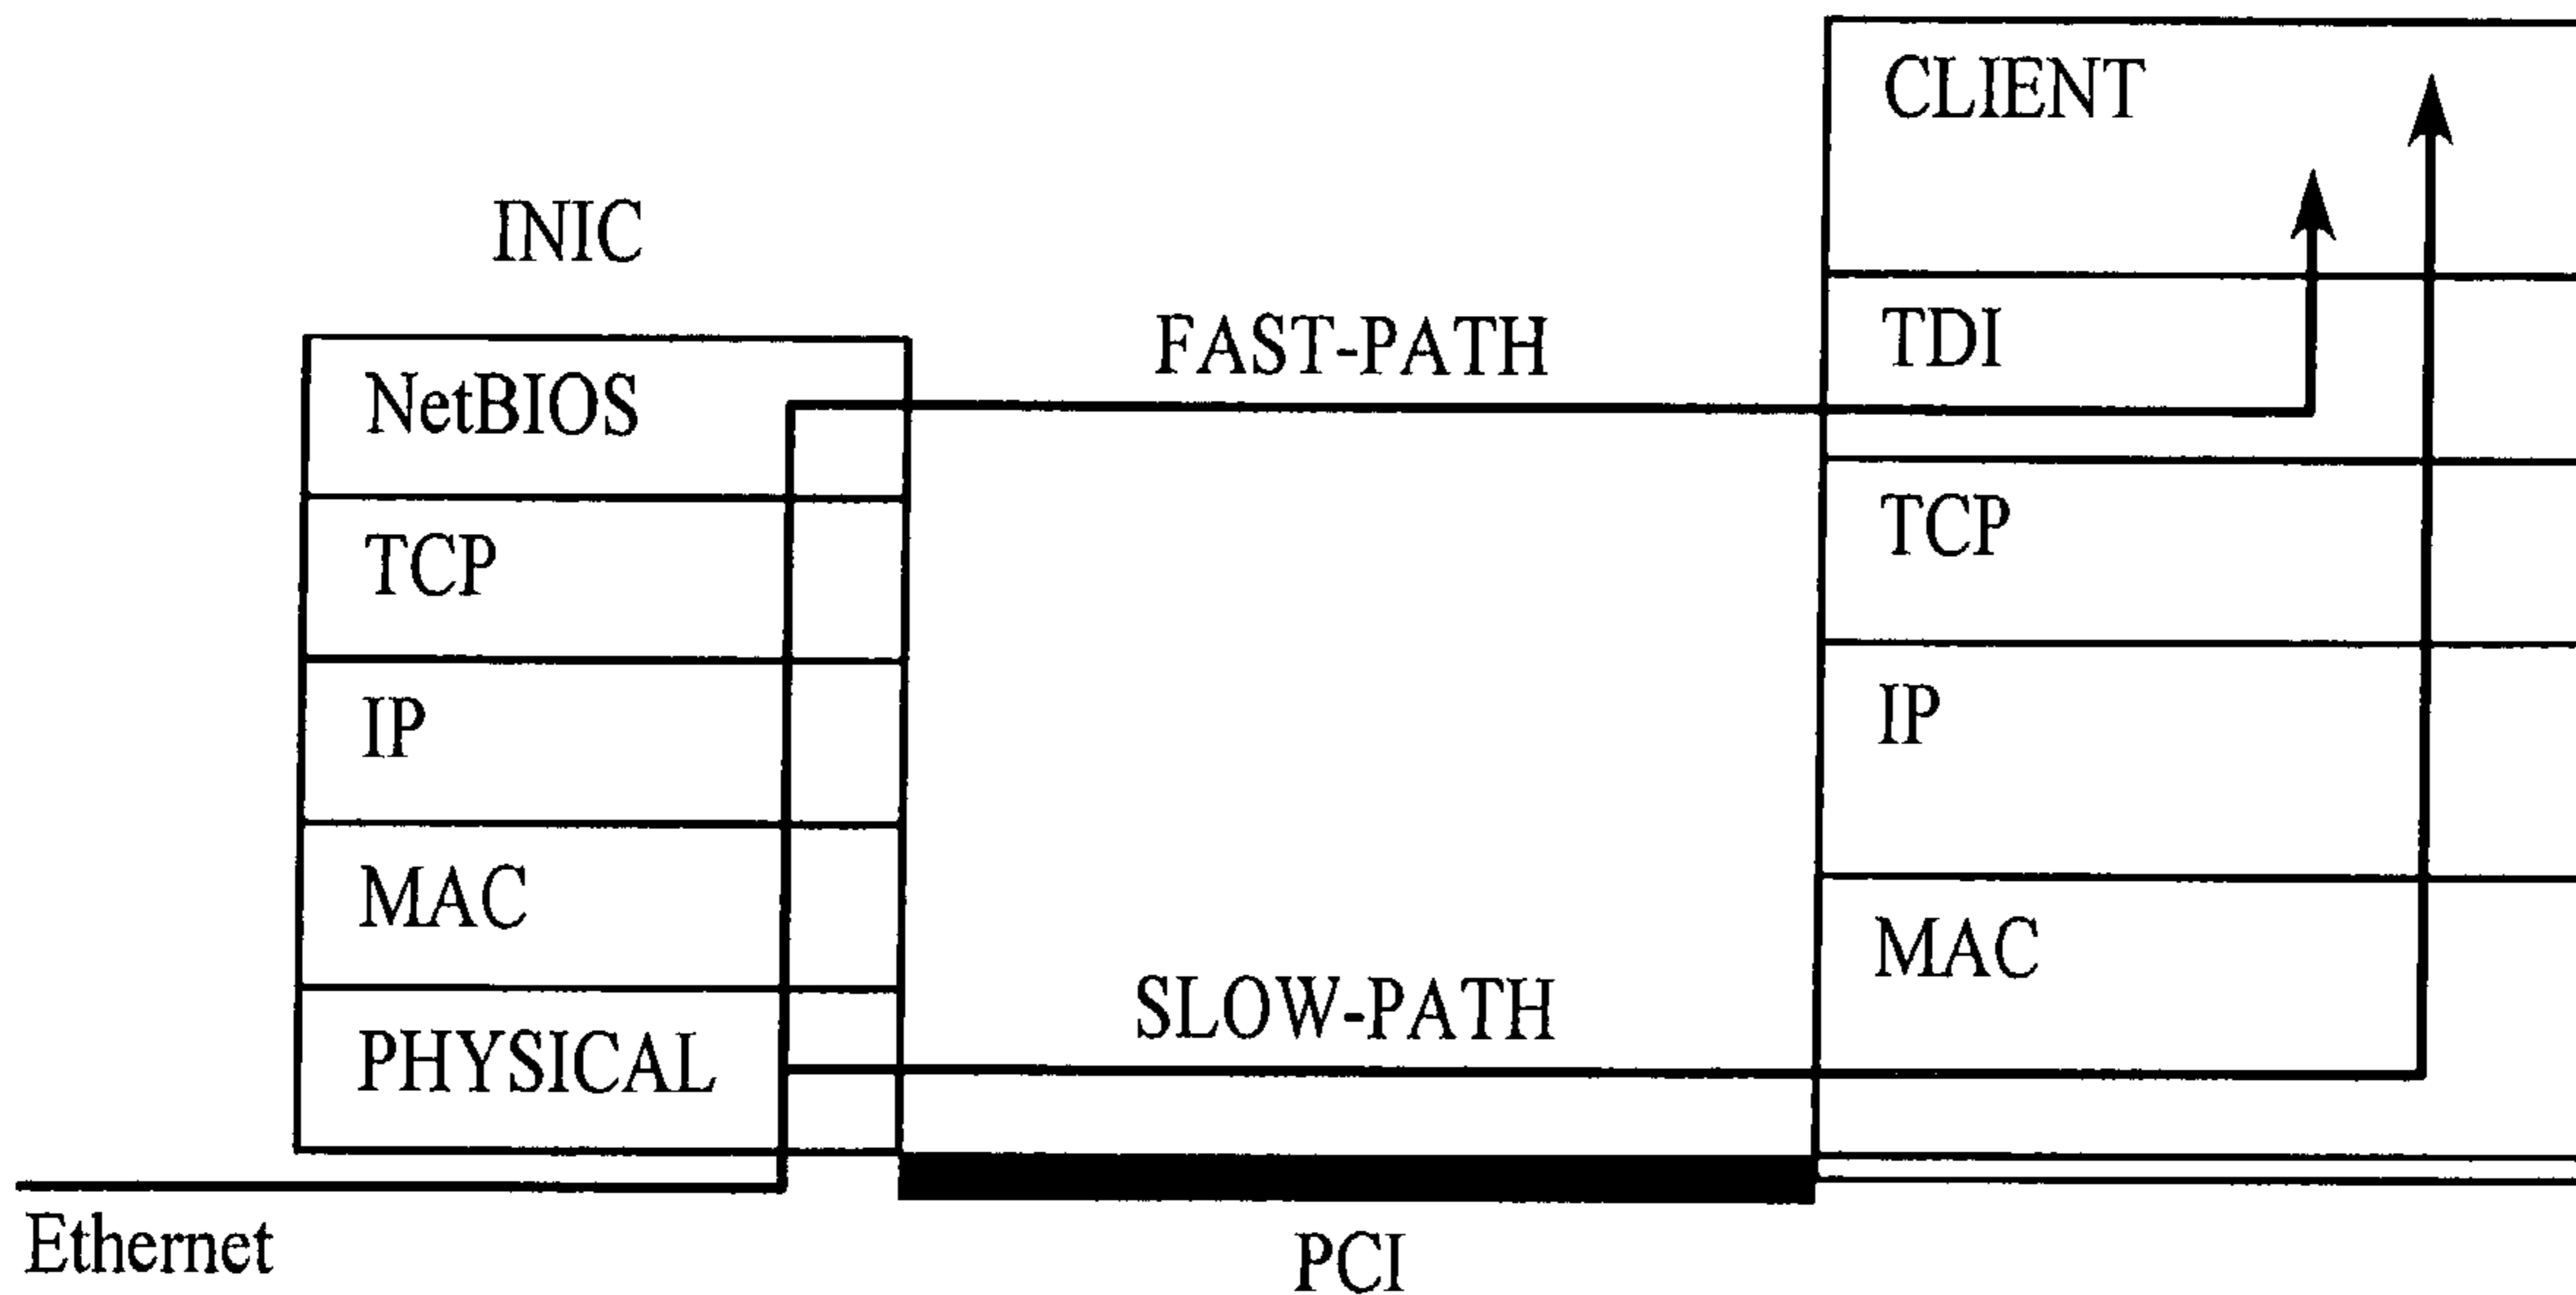 INIC
NetBIOS
TCP
IP
MAC
PHYSICAL
Ethernet
FAST-PATH
SLOW-PATH
PCI
CLIENT
TDI
TCP
IP
MAC